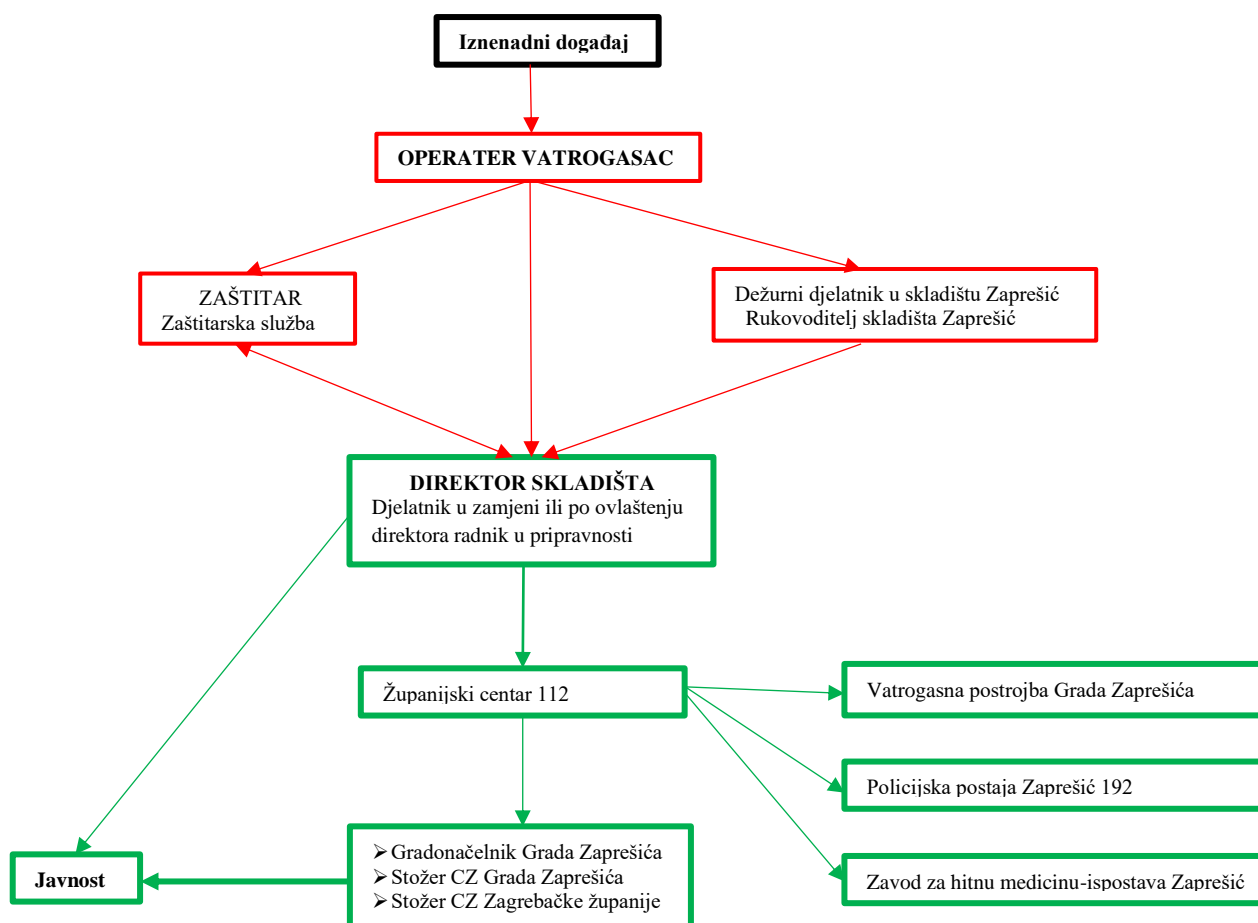 Iznenadni događaj
OPERATER VATROGASAC
ZAŠTITAR
Zaštitarska služba
Dežurni djelatnik u skladištu Zaprešić
Rukovoditelj skladišta Zaprešić
DIREKTOR SKLADIŠTA
Djelatnik u zamjeni ili po ovlaštenju
direktora radnik u pripravnosti
Županijski centar 112
Vatrogasna postrojba Grada Zaprešića
Policijska postaja Zaprešić 192
Zavod za hitnu medicinu-ispostava Zaprešić
Javnost
➢Gradonačelnik Grada Zaprešića
➢Stožer CZ Grada Zaprešića
➢Stožer CZ Zagrebačke županije